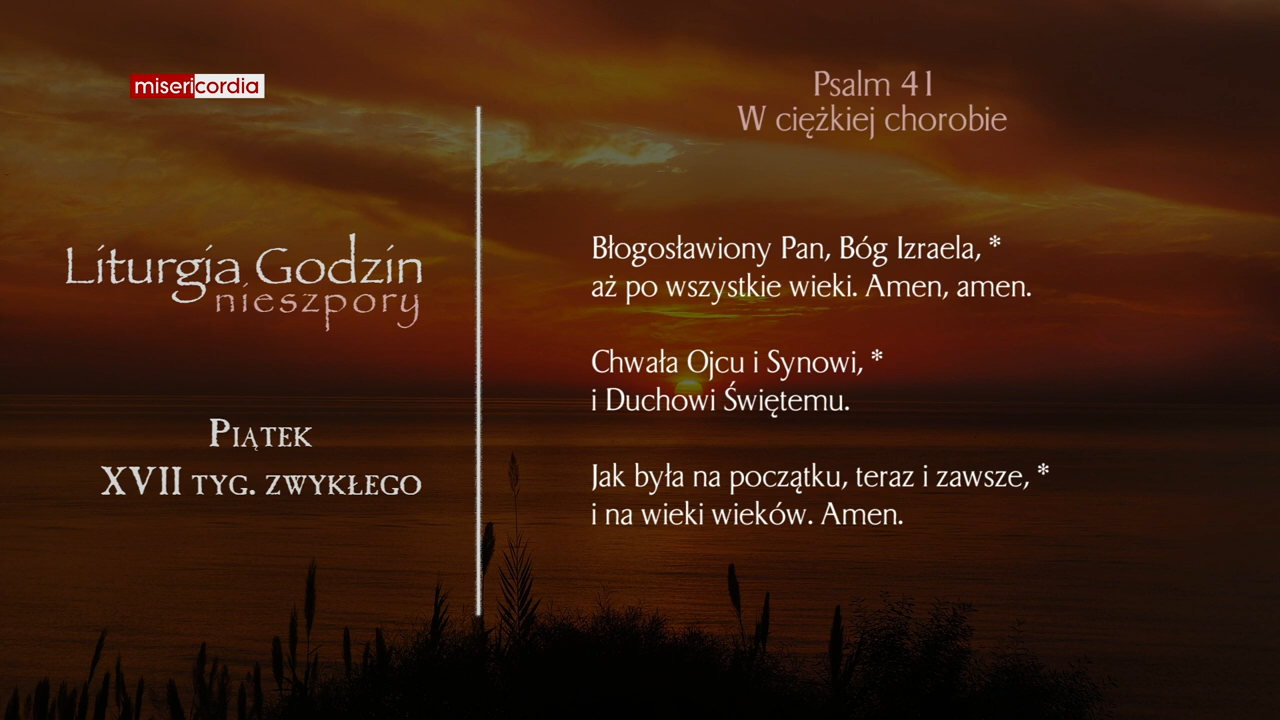 misericordia
Liturgia Godzin
nieszpory
Piątek
XVII tyg. zwykłego
Psalm 41
W ciężkiej chorobie
Błogosławiony Pan, Bóg Izraela, *
aż po wszystkie wieki. Amen, amen.
Chwała Ojcu i Synowi, *
i Duchowi Świętemu.
Jak była na początku, teraz i zawsze, *
i na wieki wieków. Amen.